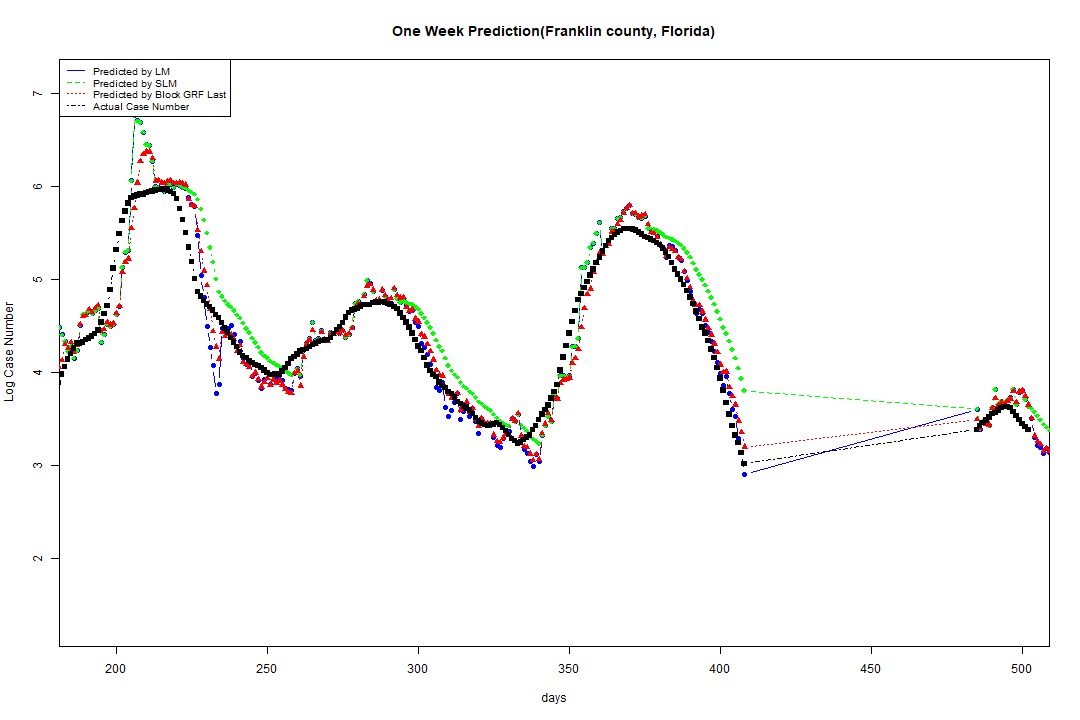 One Week Prediction(Franklin county, Florida)
Predicted by LM
Predicted by SLM
Predicted by Block GRF Last
Actual Case Number
7
6
5
4
3
2
Log Case Number
200 250 300 350 400 450 500
days